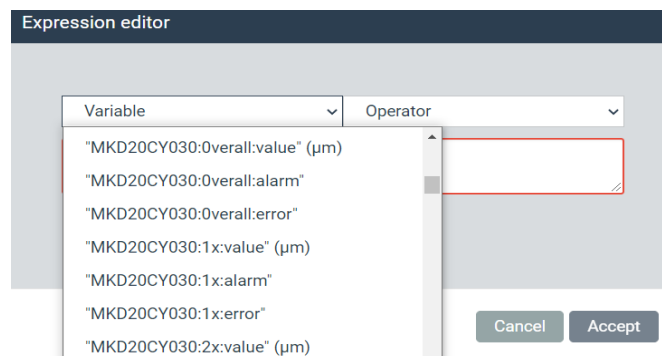 Expression editor
Variable Operator
"MKD20CY030:0verall:value" (μm)
"MKD20CY030:0verall:alarm"
"MKD20CY030:0verall:error"
"MKD20CY030:1x:value" (μm)
"MKD20CY030:1x:alarm"
"MKD20CY030:1x:error"
"MKD20CY030:2x:value" (μm)
Cancel Accept